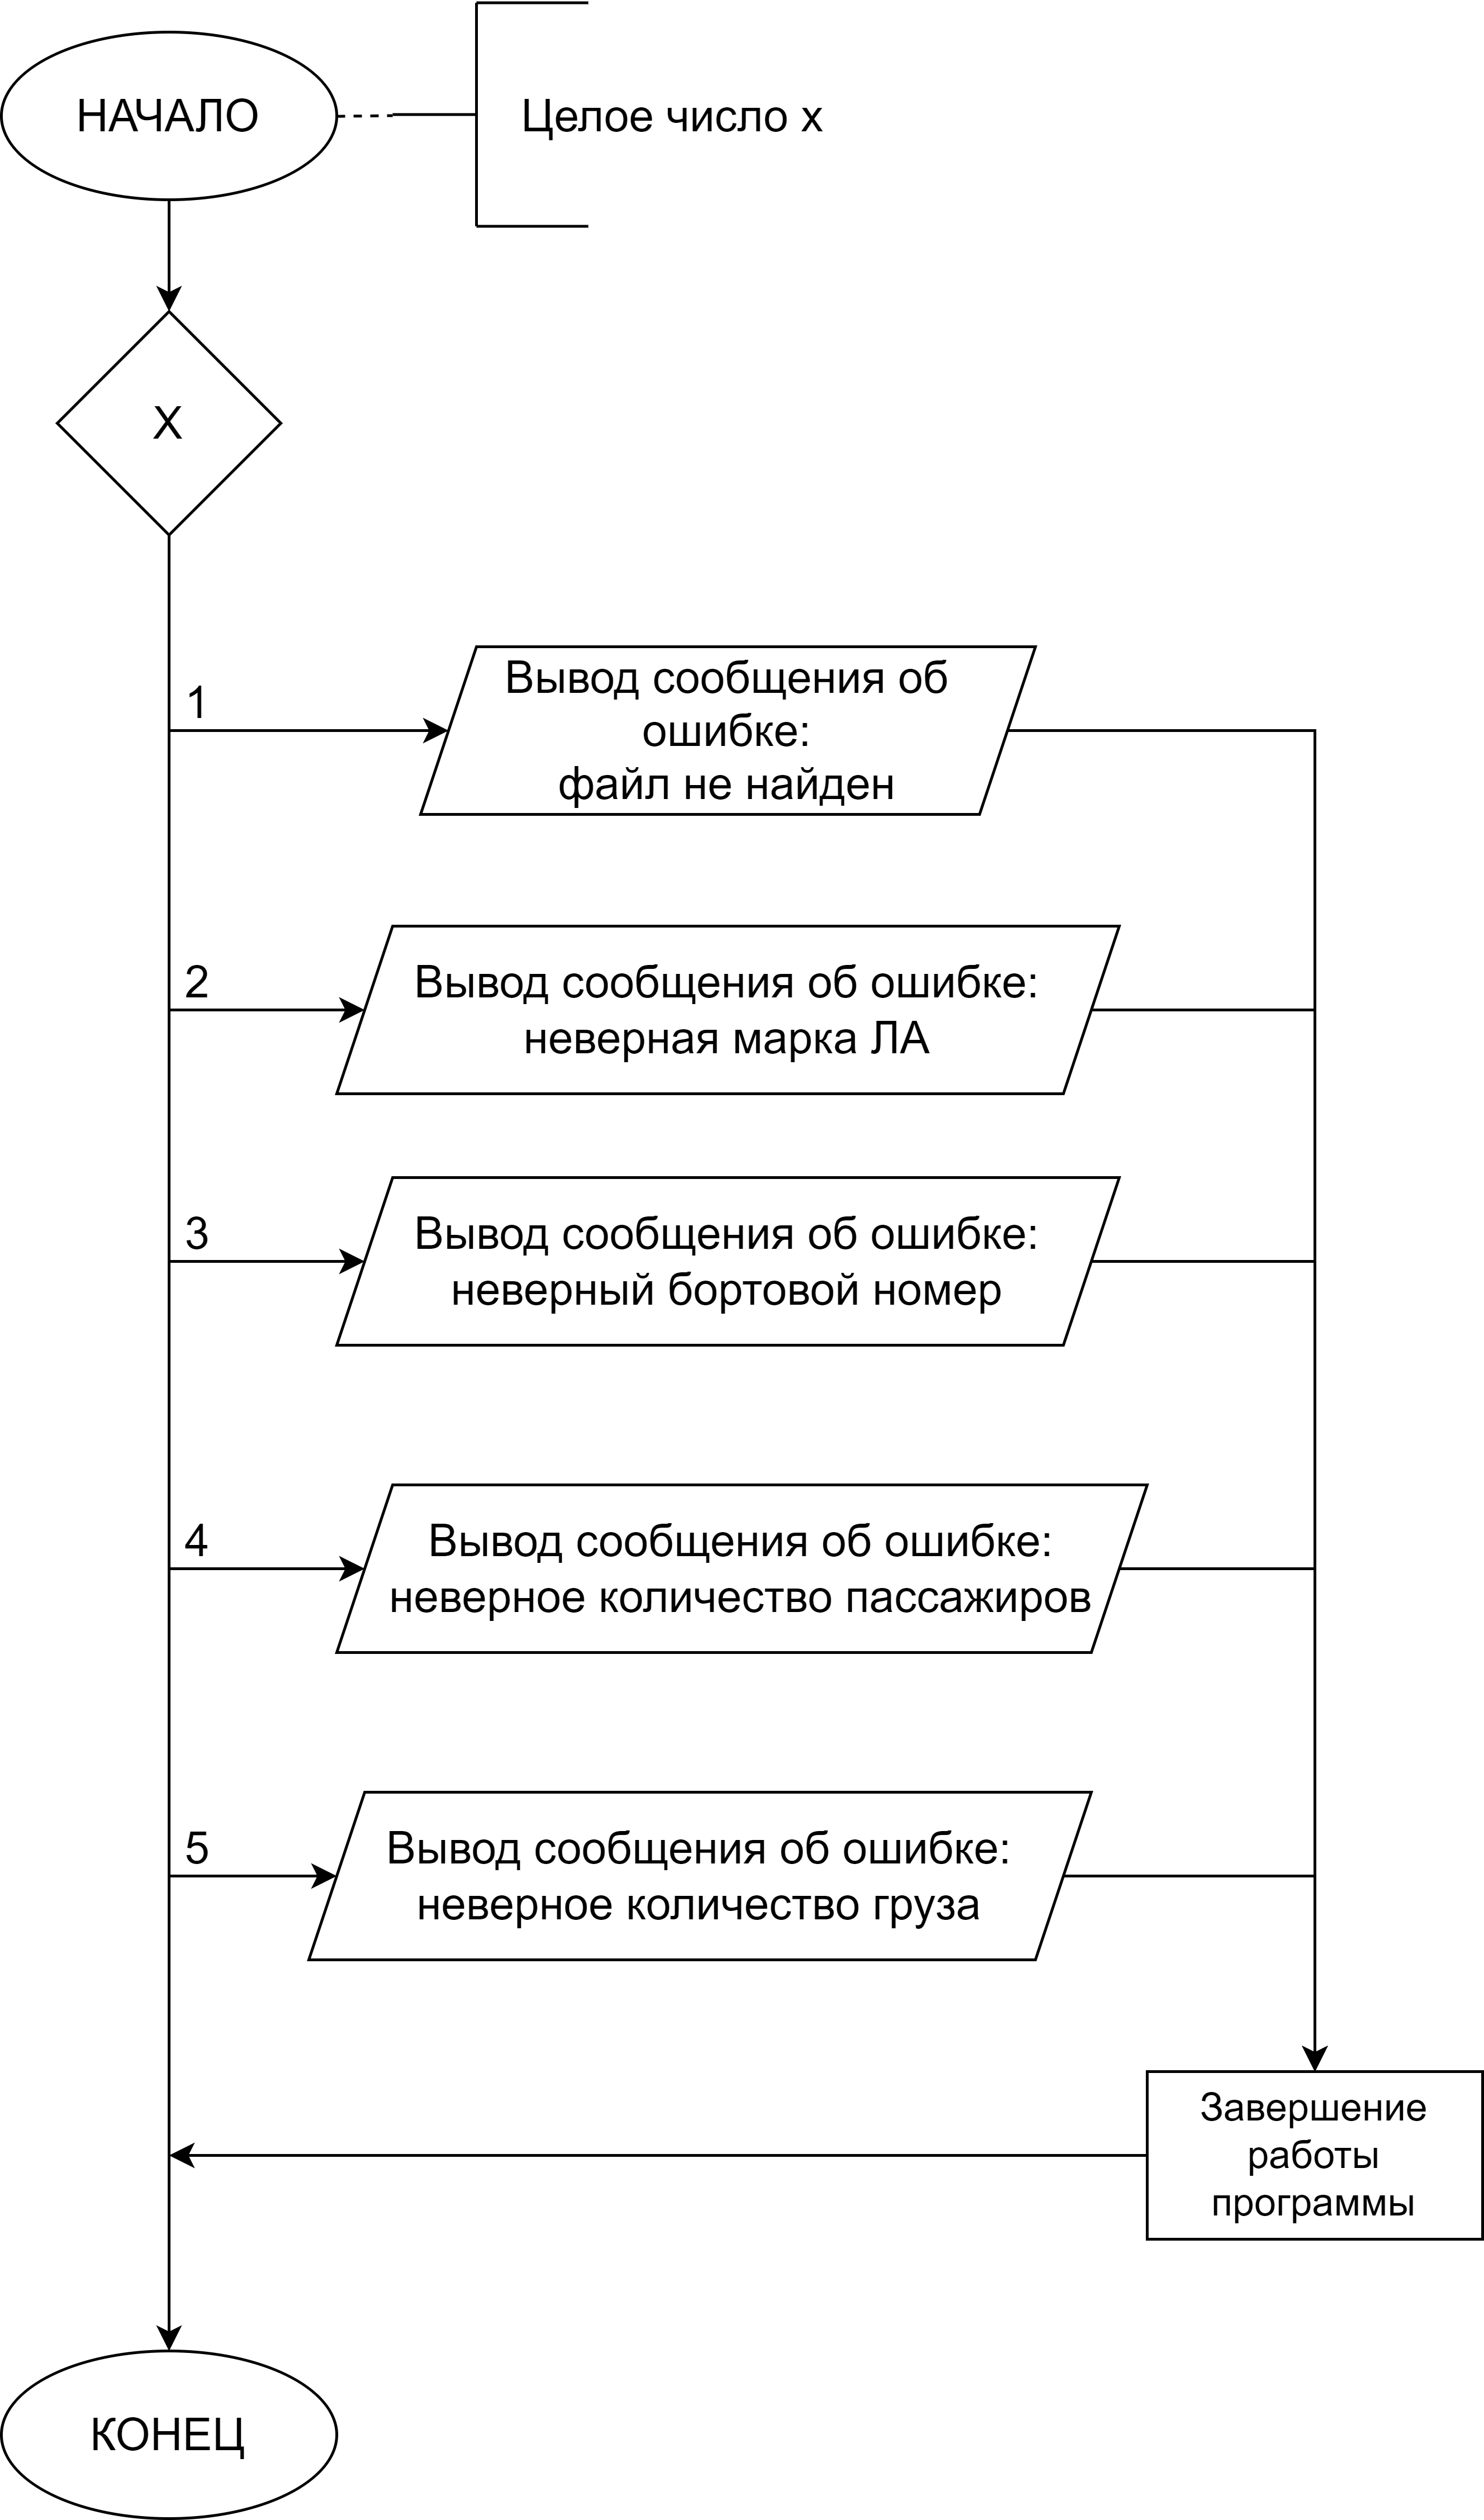 НАЧАЛО
Целое число x
X
1
Вывод сообщения об
ошибке:
файл не найден
2
Вывод сообщения об ошибке:
неверная марка ЛА
3
Вывод сообщения об ошибке:
неверный бортовой номер
4
Вывод сообщения об ошибке:
неверное количество пассажиров
5
Вывод сообщения об ошибке:
неверное количество груза
Завершение
работы
программы
КОНЕЦ